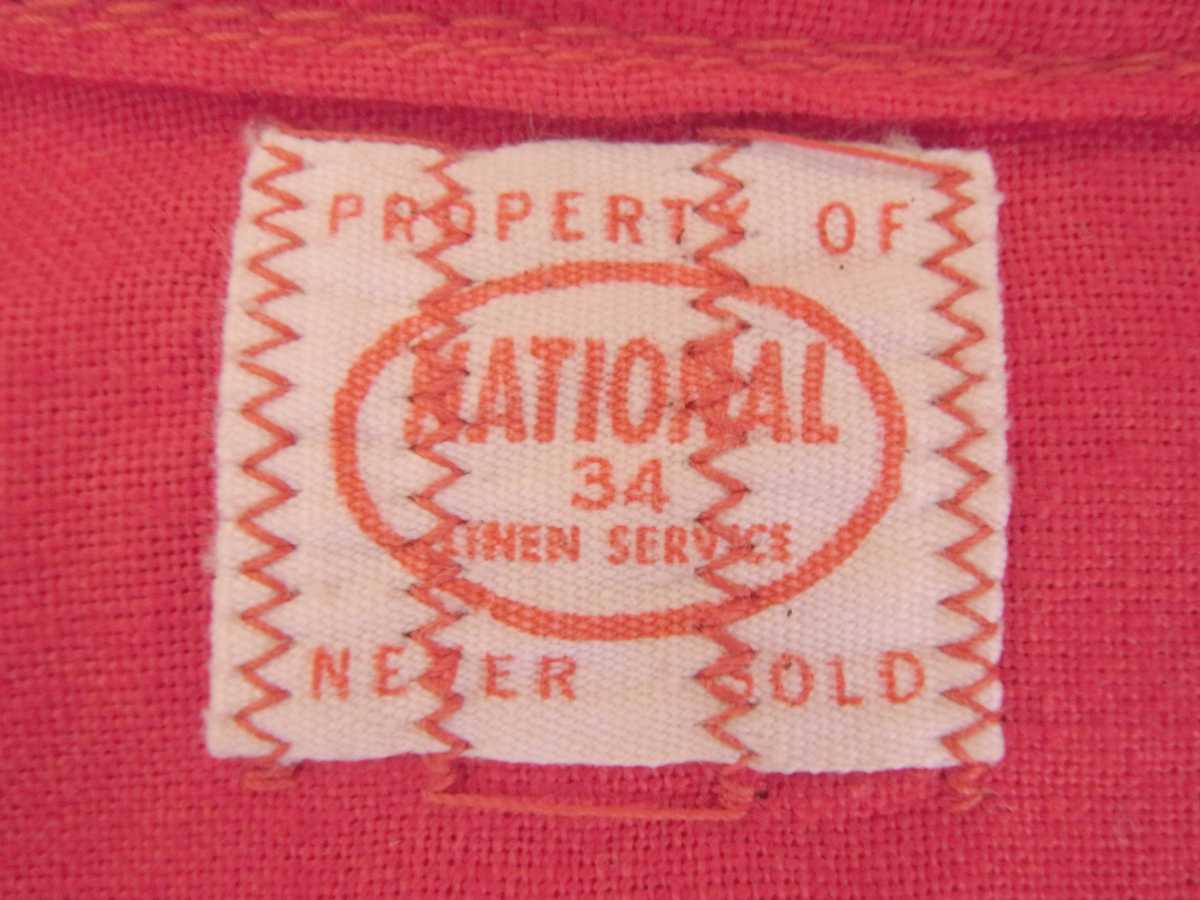 PROPERTY OF
NATIONAL
34
LINEN SERVICE
NEVER SOLD